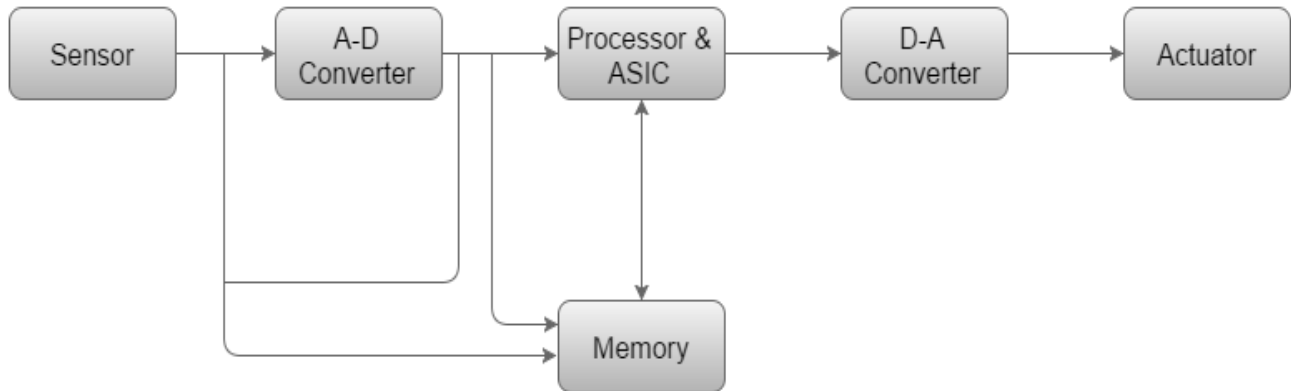 Sensor
A-D
Converter
Processor &
ASIC
D-A
Converter
Actuator
Memory